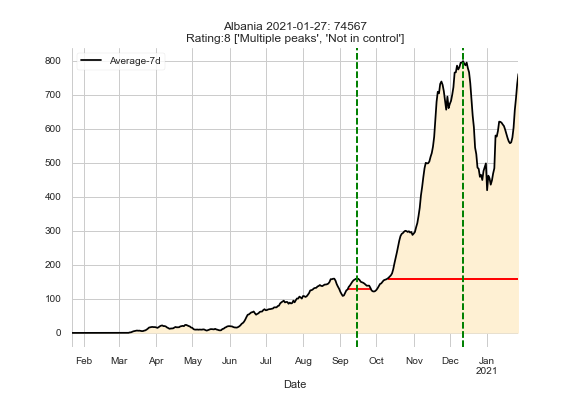 Albania 2021-01-27: 74567
Rating:8 ['Multiple peaks', 'Not in control']
Average-7d
800
700
600
500
400
300
200
100
0
Feb Mar Apr May Jun Jul Aug Sep Oct Nov Dec Jan
2021
Date